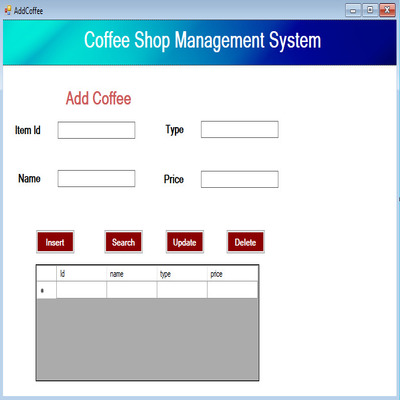 AddCoffee
Coffee Shop Management System
Add Coffee
Item Id
Type
Name
Price
Insert Search Update Delete
Id name type price